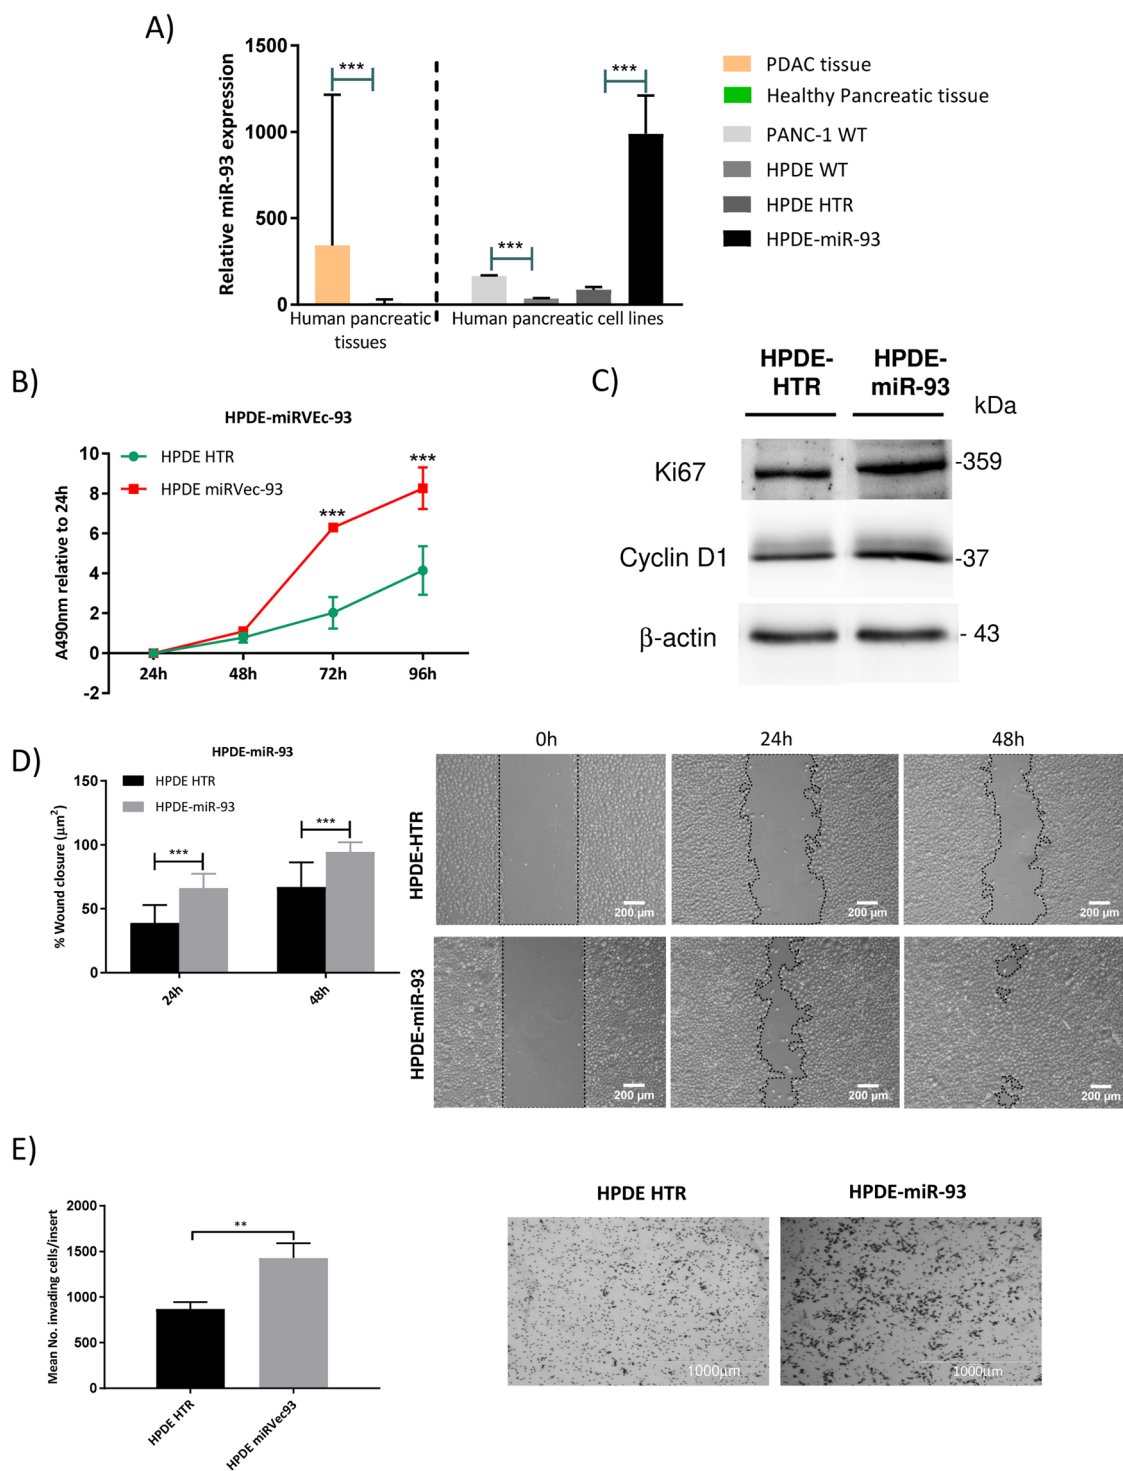 A)
Relative miR-93 expression
1500
1000
500
0
***
***
***
Human pancreatic
tissues
Human pancreatic cell lines
PDAC tissue
Healthy Pancreatic tissue
PANC-1 WT
HPDE WT
HPDE HTR
HPDE-miR-93
B)
HPDE-miRVEc-93
HPDE HTR
HPDE miRVec-93
A490nm relative to 24h
10
8
6
4
2
0
-2
***
***
24h
48h
72h
96h
C)
HPDE-
HTR
HPDE-
miR-93
kDa
Ki67
-359
Cyclin D1
-37
β-actin
- 43
D)
HPDE-miR-93
HPDE HTR
HPDE-miR-93
% Wound closure (µm²)
150
100
50
0
***
***
24h
48h
0h
24h
48h
HPDE-HTR
200 µm
200 µm
200 µm
HPDE-miR-93
200 µm
200 µm
200 µm
E)
Mean No. invading cells/insert
2000
1500
1000
500
0
**
HPDE HTR
HPDE miRVec93
HPDE HTR
HPDE-miR-93
1000µm
1000µm